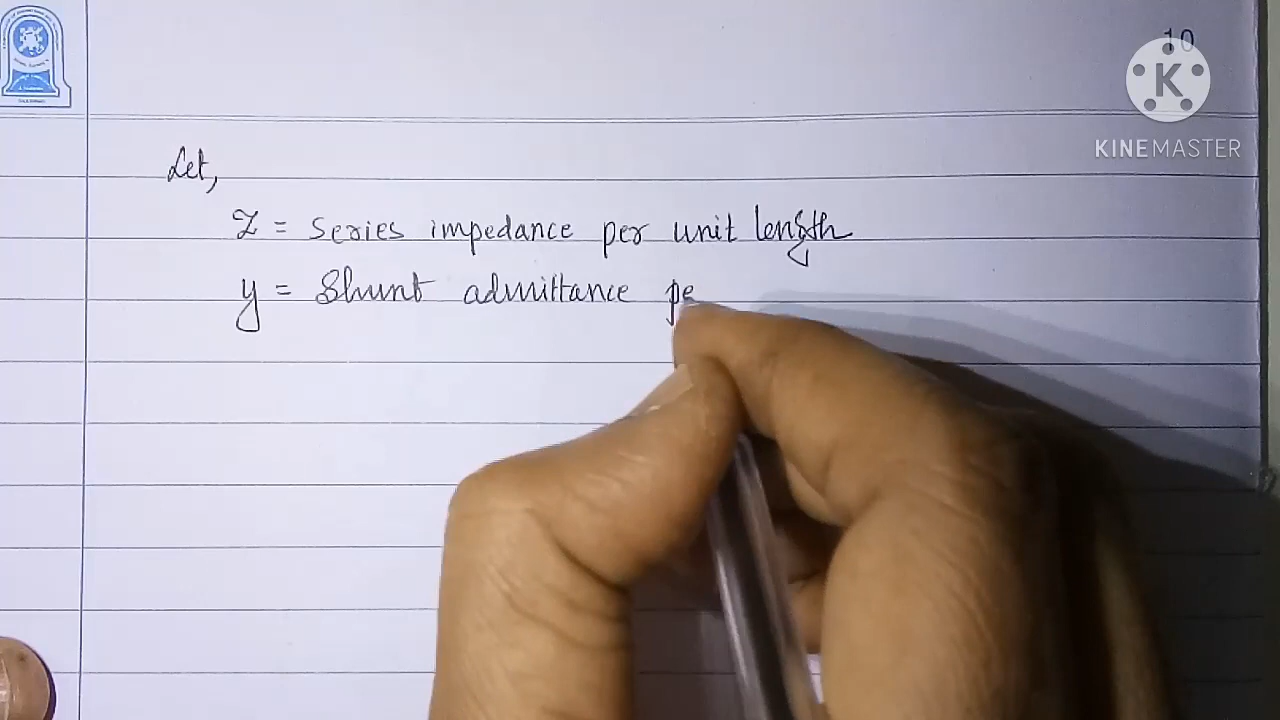 10
K
KINEMASTER
Let,
Z = Series impedance per unit length
y = Shunt admittance pe